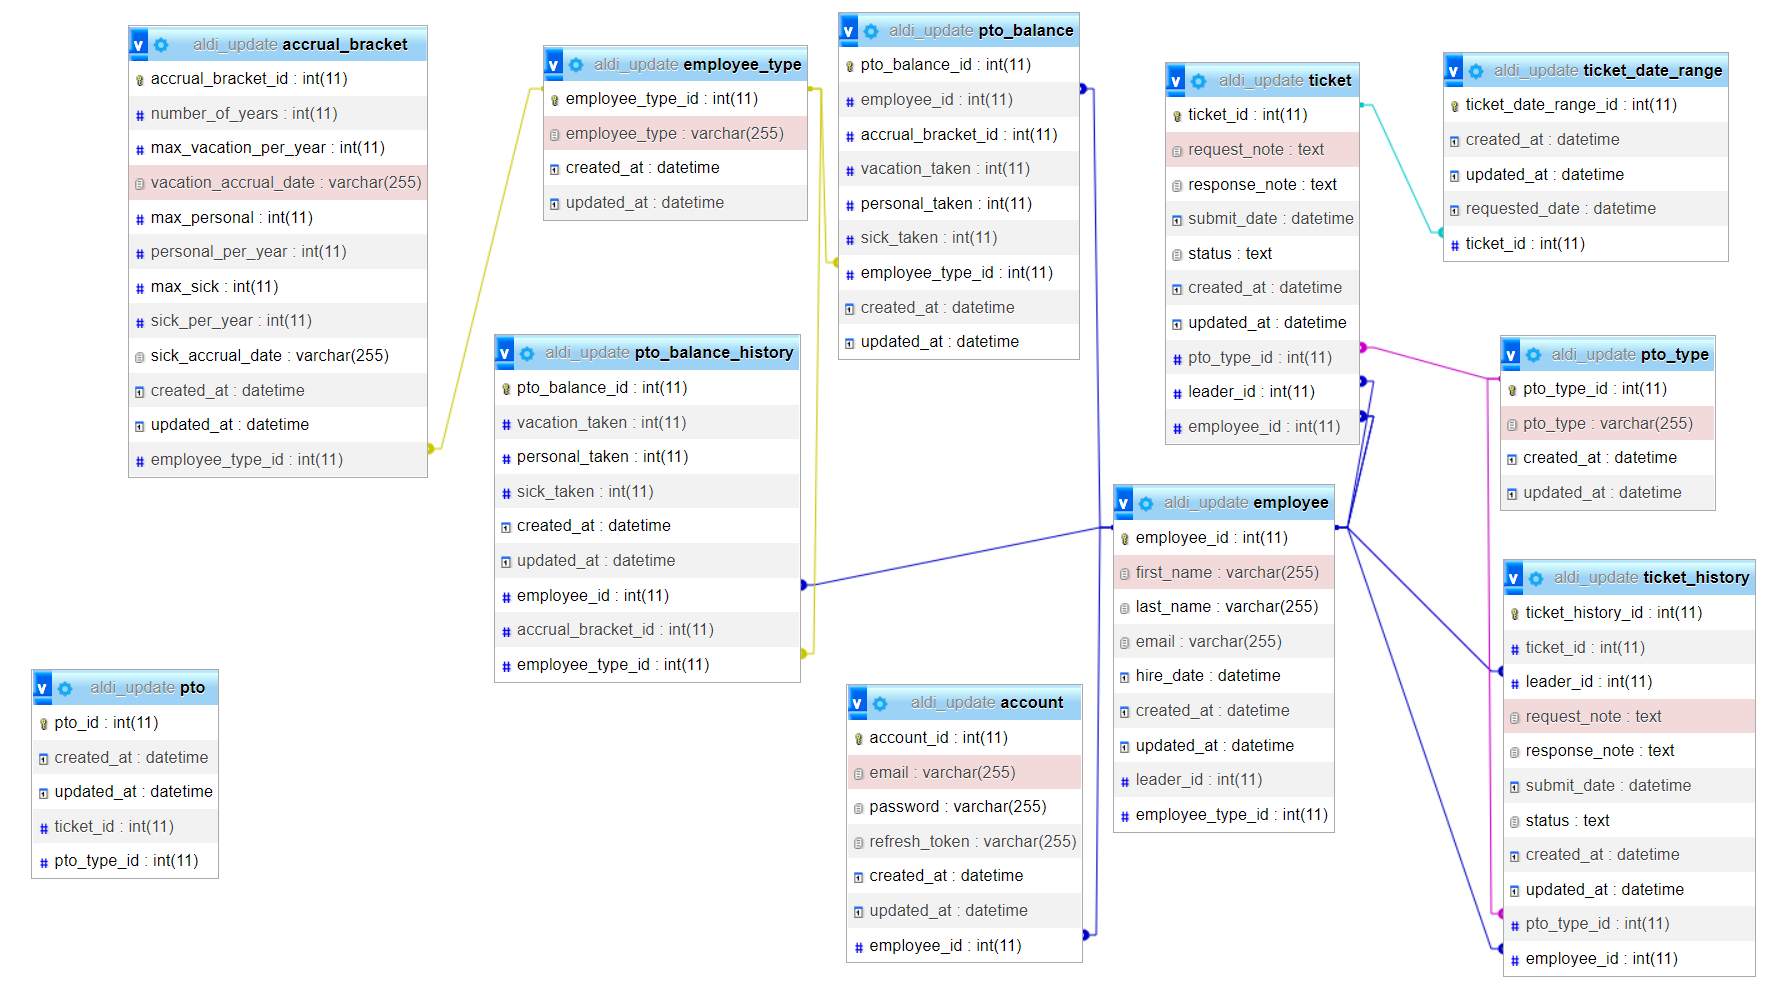 aldi_update accrual_bracket
accrual_bracket_id : int(11)
number_of_years : int(11)
max_vacation_per_year : int(11)
vacation_accrual_date : varchar(255)
max_personal : int(11)
personal_per_year : int(11)
max_sick : int(11)
sick_per_year : int(11)
sick_accrual_date : varchar(255)
created_at : datetime
updated_at : datetime
employee_type_id : int(11)
aldi_update employee_type
employee_type_id : int(11)
employee_type : varchar(255)
created_at : datetime
updated_at : datetime
aldi_update pto_balance
pto_balance_id : int(11)
employee_id : int(11)
accrual_bracket_id : int(11)
vacation_taken : int(11)
personal_taken : int(11)
sick_taken : int(11)
employee_type_id : int(11)
created_at : datetime
updated_at : datetime
aldi_update ticket
ticket_id : int(11)
request_note : text
response_note : text
submit_date : datetime
status : text
created_at : datetime
updated_at : datetime
pto_type_id : int(11)
leader_id : int(11)
employee_id : int(11)
aldi_update ticket_date_range
ticket_date_range_id : int(11)
created_at : datetime
updated_at : datetime
requested_date : datetime
ticket_id : int(11)
aldi_update pto_balance_history
pto_balance_id : int(11)
vacation_taken : int(11)
personal_taken : int(11)
sick_taken : int(11)
created_at : datetime
updated_at : datetime
employee_id : int(11)
accrual_bracket_id : int(11)
employee_type_id : int(11)
aldi_update pto_type
pto_type_id : int(11)
pto_type : varchar(255)
created_at : datetime
updated_at : datetime
aldi_update employee
employee_id : int(11)
first_name : varchar(255)
last_name : varchar(255)
email : varchar(255)
hire_date : datetime
created_at : datetime
updated_at : datetime
leader_id : int(11)
employee_type_id : int(11)
aldi_update ticket_history
ticket_history_id : int(11)
ticket_id : int(11)
leader_id : int(11)
request_note : text
response_note : text
submit_date : datetime
status : text
created_at : datetime
updated_at : datetime
pto_type_id : int(11)
employee_id : int(11)
aldi_update pto
pto_id : int(11)
created_at : datetime
updated_at : datetime
ticket_id : int(11)
pto_type_id : int(11)
aldi_update account
account_id : int(11)
email : varchar(255)
password : varchar(255)
refresh_token : varchar(255)
created_at : datetime
updated_at : datetime
employee_id : int(11)